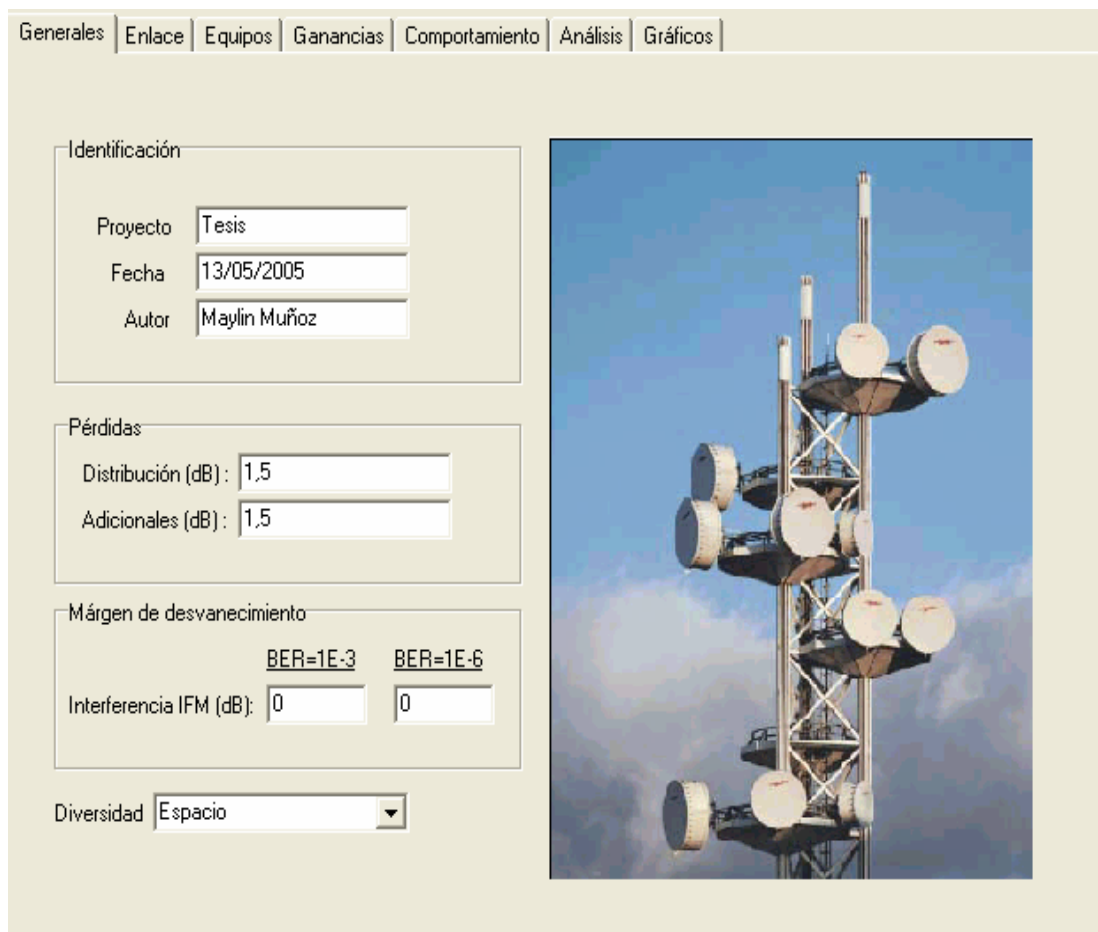 Generales Enlace Equipos Ganancias Comportamiento Análisis Gráficos
Identificación
Proyecto Tesis
Fecha 13/05/2005
Autor Maylin Muñoz
Pérdidas
Distribución (dB) : 1,5
Adicionales (dB) : 1,5
Márgen de desvanecimiento
BER=1E-3 BER=1E-6
Interferencia IFM (dB): 0 0
Diversidad Espacio